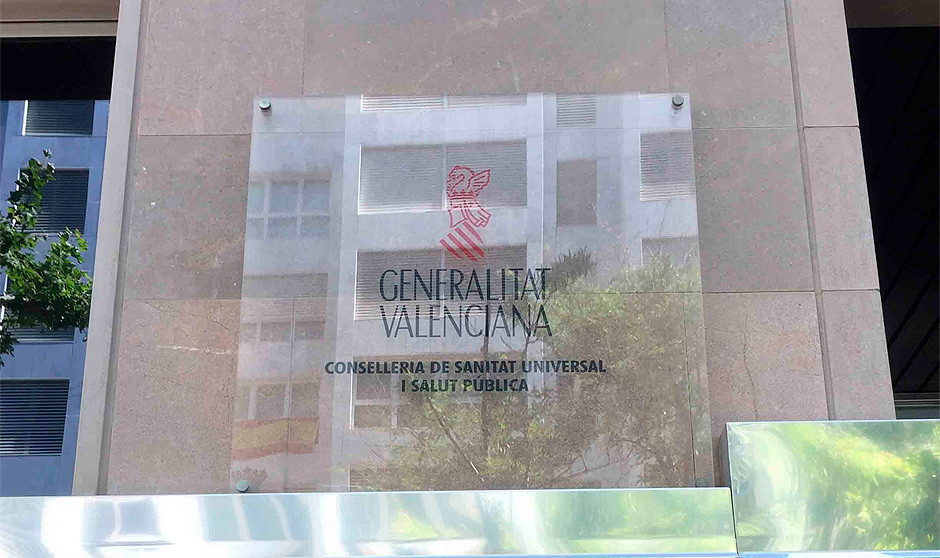 GENERALITAT
VALENCIANA
CONSELLERIA DE SANITAT UNIVERSAL
I SALUT PÚBLICA